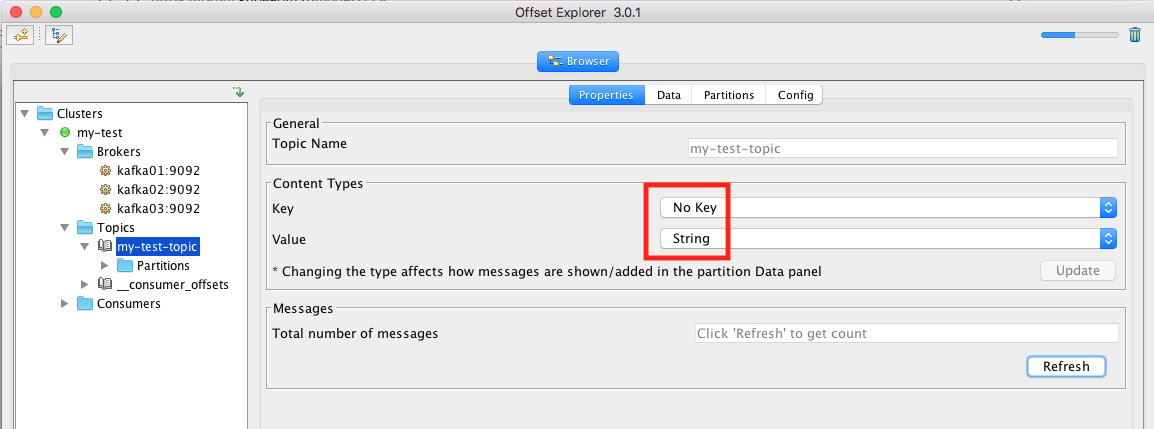 Offset Explorer 3.0.1
Browser
Clusters
my-test
Brokers
kafka01:9092
kafka02:9092
kafka03:9092
Topics
my-test-topic
Partitions
__consumer_offsets
Consumers
Properties Data Partitions Config
General
Topic Name my-test-topic
Content Types
Key No Key
Value String
* Changing the type affects how messages are shown/added in the partition Data panel Update
Messages
Total number of messages Click 'Refresh' to get count
Refresh